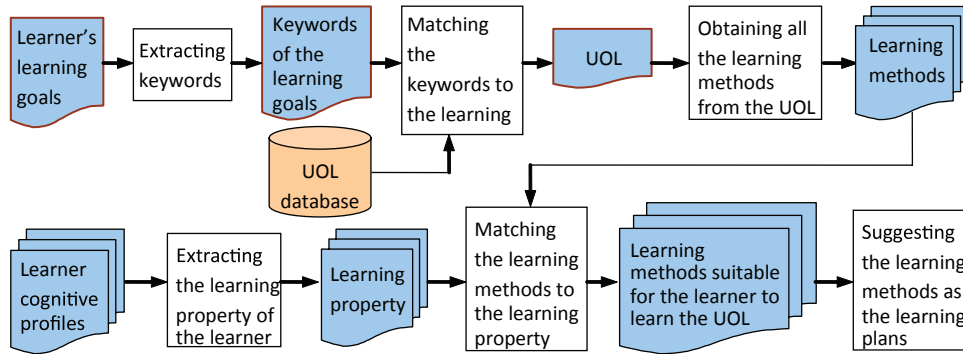 Learner's
learning
goals
Extracting
keywords
Keywords
of the
learning
goals
Matching
the
keywords to
the learning
UOL
Obtaining all
the learning
methods
from the UOL
Learning
methods
UOL
database
Learner
cognitive
profiles
Extracting
the learning
property of
the learner
Learning
property
Matching
the learning
methods to
the learning
property
Learning
methods suitable
for the learner to
learn the UOL
Suggesting
the learning
methods as
the learning
plans